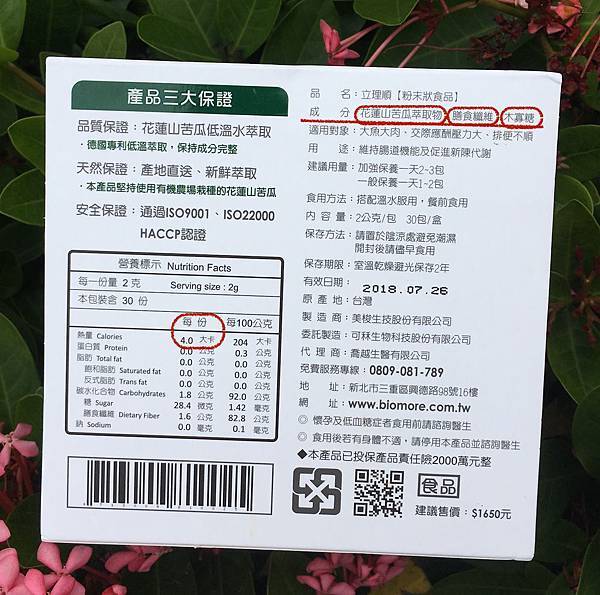 產品三大保證
品質保證：花蓮山苦瓜低溫水萃取
・德國專利低溫萃取，保持成分完整
天然保證：產地直送、新鮮萃取
・本產品堅持使用有機農場栽種的花蓮山苦瓜
安全保證：通過ISO9001、ISO22000
HACCP認證
營養標示 Nutrition Facts
每一份量 2 克 Serving size : 2g
本包裝含 30 份
每 份 每100公克
熱量 Calories 4.0 大卡 204 大卡
蛋白質 Protein 0.0 公克 0.3 公克
脂肪 Total fat 0.0 公克 0.4 公克
飽和脂肪 Saturated fat 0.0 公克 0.2 公克
反式脂肪 Trans fat 0.0 公克 0.0 公克
碳水化合物 Carbohydrates 1.8 公克 92.0 公克
糖 Sugar 28.4 微克 1.42 毫克
膳食纖維 Dietary Fiber 1.6 公克 82.8 公克
鈉 Sodium 0.0 毫克 0.1 毫克
品 名：立理順【粉末狀食品】
成 分 花蓮山苦瓜萃取物 膳食纖維 木寡糖
適用對象：大魚大肉、交際應酬壓力大、排便不順
用 途：維持腸道機能及促進新陳代謝
建議用量：加強保養一天2-3包
一般保養一天1-2包
食用方法：搭配溫水服用，餐前食用
內 容 量：2公克/包 30包/盒
保存方法：請置於陰涼處避免潮濕
開封後請儘早食用
保存期限：室溫乾燥避光保存2年
有效日期：2018.07.26
原 產 地：台灣
製 造 商：美梭生技股份有限公司
委託製造：可秝生物科技股份有限公司
代 理 商：喬越生醫有限公司
免費服務專線：0809-081-789
地 址：新北市三重區興德路98號16樓
網 址：www.biomore.com.tw
◎ 懷孕及低血糖症者食用前請諮詢醫生
◎ 食用後若有身體不適，請停用本產品並諮詢醫生
◆本產品已投保產品責任險2000萬元整
食品
建議售價：$1650元